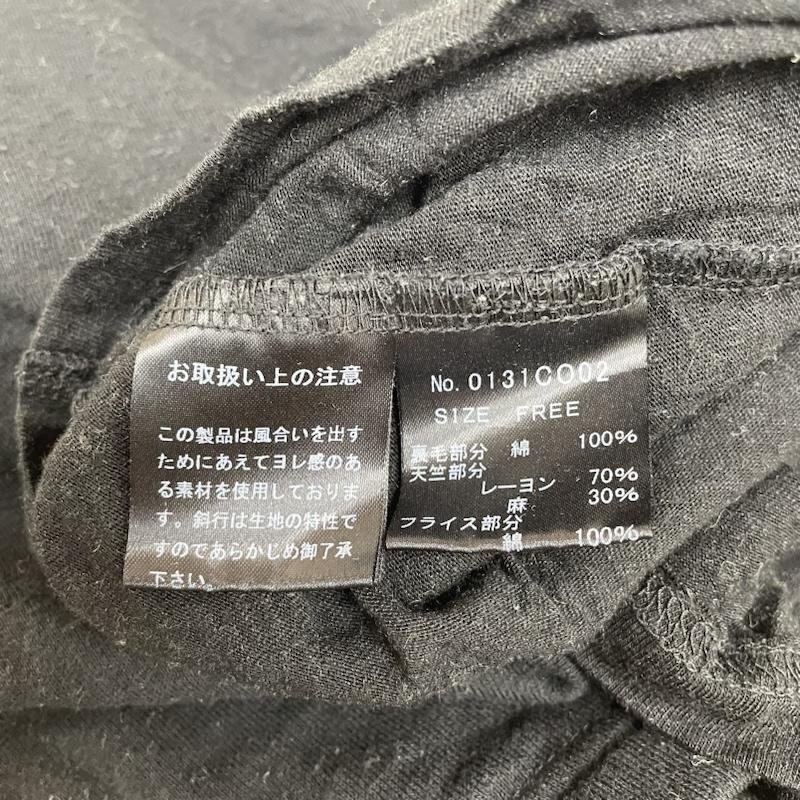 お取扱い上の注意
この製品は風合いを出す
ためにあえてヨレ感のあ
る素材を使用しておりま
す。斜行は生地の特性で
すのであらかじめ御了承
下さい。
No. 0131CO02
SIZE FREE
裏毛部分 綿 100%
天竺部分
レーヨン 70%
麻 30%
フライス部分
綿 100%